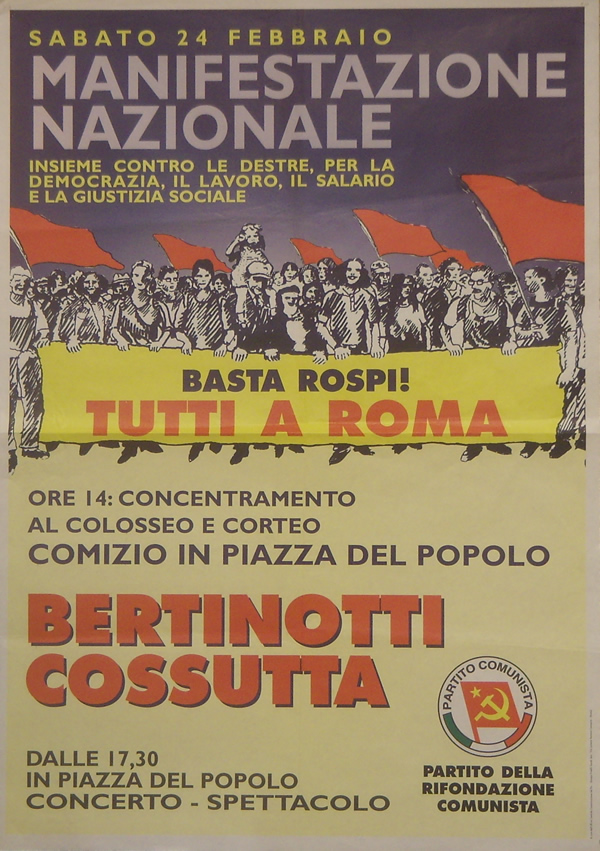 SABATO 24 FEBBRAIO
MANIFESTAZIONE
NAZIONALE
INSIEME CONTRO LE DESTRE, PER LA
DEMOCRAZIA, IL LAVORO, IL SALARIO
E LA GIUSTIZIA SOCIALE
BASTA ROSPI!
TUTTI A ROMA
ORE 14: CONCENTRAMENTO
AL COLOSSEO E CORTEO
COMIZIO IN PIAZZA DEL POPOLO
BERTINOTTI
COSSUTTA
PARTITO COMUNISTA
DALLE 17,30
IN PIAZZA DEL POPOLO
CONCERTO - SPETTACOLO
PARTITO DELLA
RIFONDAZIONE
COMUNISTA